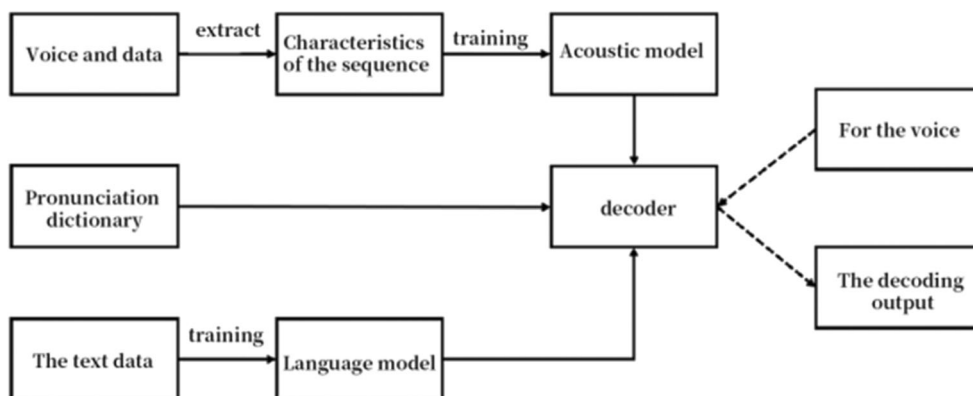 Voice and data
extract
Characteristics
of the sequence
training
Acoustic model
For the voice
Pronunciation
dictionary
decoder
The decoding
output
The text data
training
Language model